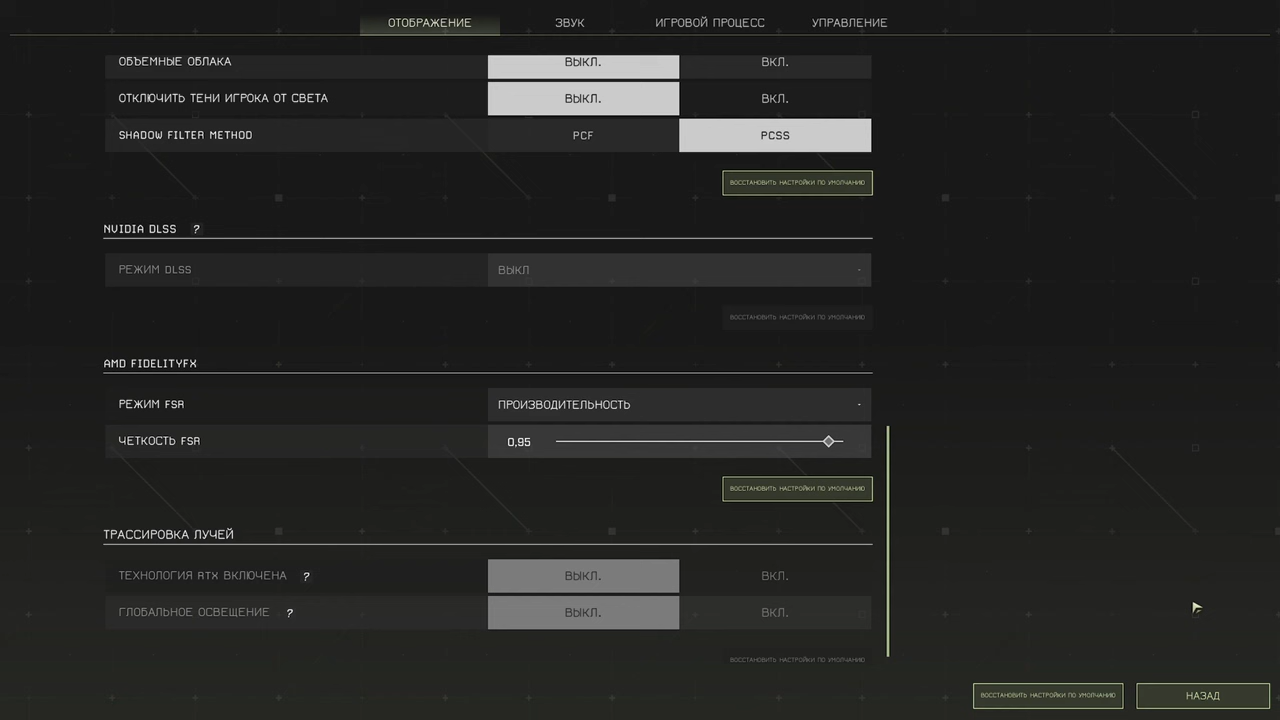 ОТОБРАЖЕНИЕ ЗВУК ИГРОВОЙ ПРОЦЕСС УПРАВЛЕНИЕ
ОБЪЕМНЫЕ ОБЛАКА ВЫКЛ. ВКЛ.
ОТКЛЮЧИТЬ ТЕНИ ИГРОКА ОТ СВЕТА ВЫКЛ. ВКЛ.
SHADOW FILTER METHOD PCF PCSS
ВОССТАНОВИТЬ НАСТРОЙКИ ПО УМОЛЧАНИЮ
NVIDIA DLSS ?
РЕЖИМ DLSS ВЫКЛ
ВОССТАНОВИТЬ НАСТРОЙКИ ПО УМОЛЧАНИЮ
AMD FIDELITYFX
РЕЖИМ FSR ПРОИЗВОДИТЕЛЬНОСТЬ
ЧЕТКОСТЬ FSR 0,95
ВОССТАНОВИТЬ НАСТРОЙКИ ПО УМОЛЧАНИЮ
ТРАССИРОВКА ЛУЧЕЙ
ТЕХНОЛОГИЯ RTX ВКЛЮЧЕНА ? ВЫКЛ. ВКЛ.
ГЛОБАЛЬНОЕ ОСВЕЩЕНИЕ ? ВЫКЛ. ВКЛ.
ВОССТАНОВИТЬ НАСТРОЙКИ ПО УМОЛЧАНИЮ
ВОССТАНОВИТЬ НАСТРОЙКИ ПО УМОЛЧАНИЮ НАЗАД